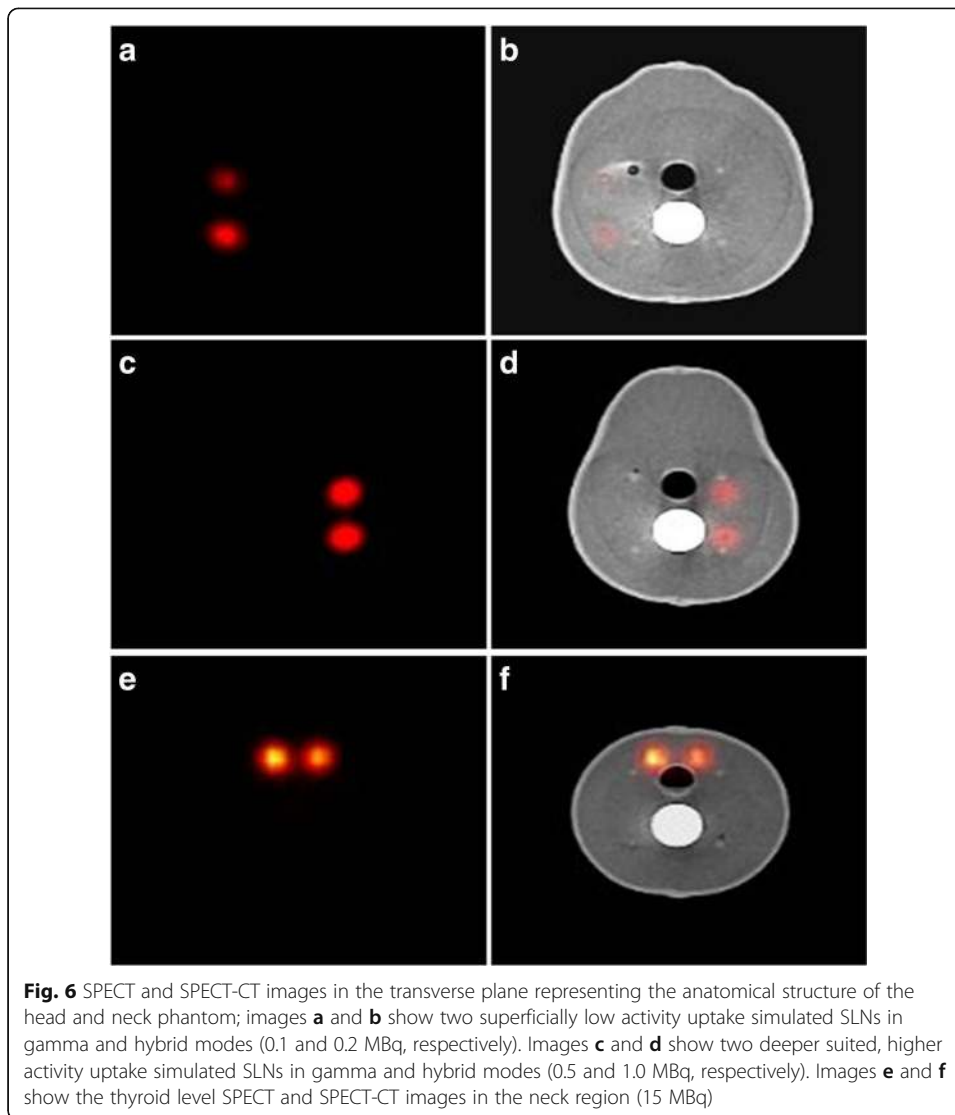 a
b
c
d
e
f
Fig. 6 SPECT and SPECT-CT images in the transverse plane representing the anatomical structure of the
head and neck phantom; images a and b show two superficially low activity uptake simulated SLNs in
gamma and hybrid modes (0.1 and 0.2 MBq, respectively). Images c and d show two deeper suited, higher
activity uptake simulated SLNs in gamma and hybrid modes (0.5 and 1.0 MBq, respectively). Images e and f
show the thyroid level SPECT and SPECT-CT images in the neck region (15 MBq)